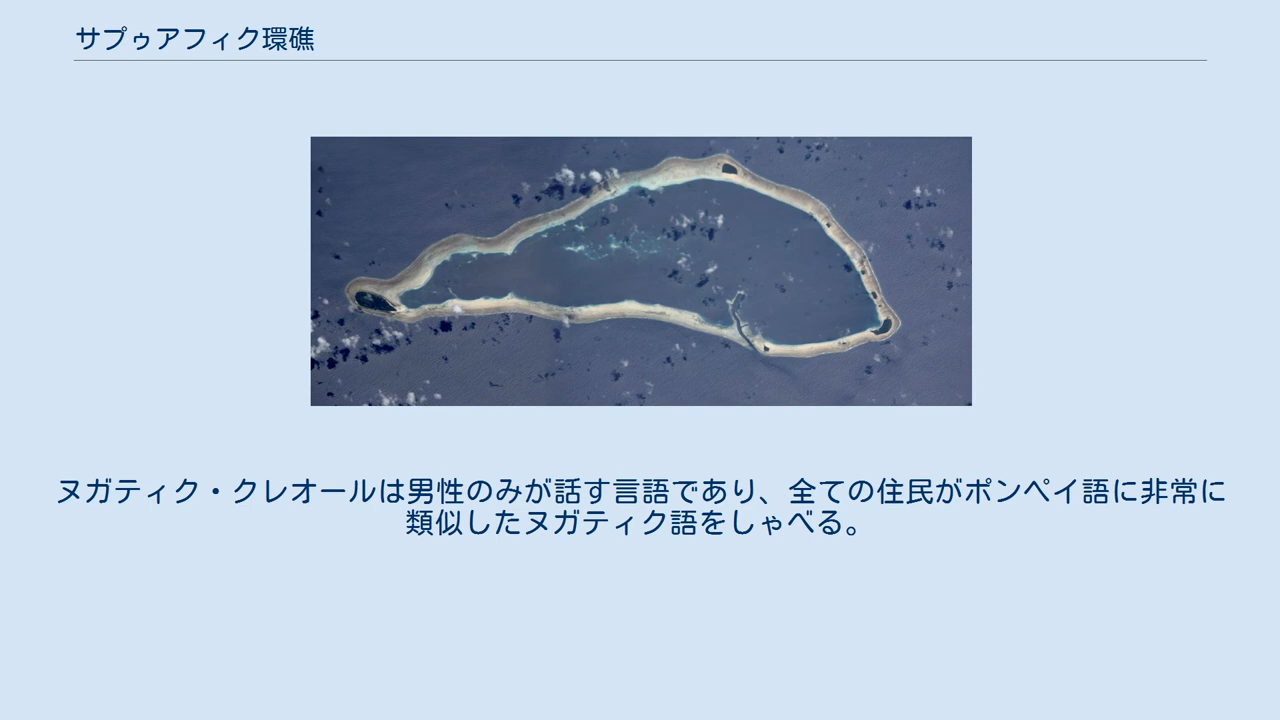 サプゥアフィク環礁
ヌガティク・クレオールは男性のみが話す言語であり、全ての住民がポンペイ語に非常に
類似したヌガティク語をしゃべる。